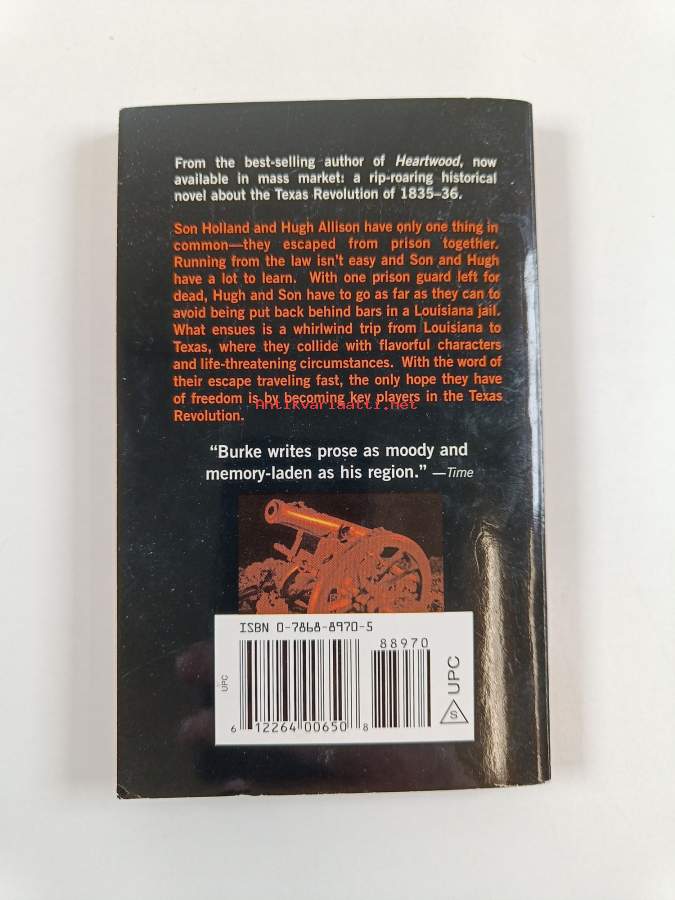 From the best-selling author of Heartwood, now
available in mass market: a rip-roaring historical
novel about the Texas Revolution of 1835–36.
Son Holland and Hugh Allison have only one thing in
common—they escaped from prison together.
Running from the law isn't easy and Son and Hugh
have a lot to learn. With one prison guard left for
dead, Hugh and Son have to go as far as they can to
avoid being put back behind bars in a Louisiana jail.
What ensues is a whirlwind trip from Louisiana to
Texas, where they collide with flavorful characters
and life-threatening circumstances. With the word of
their escape traveling fast, the only hope they have
of freedom is by becoming key players in the Texas
Revolution.
Antikvariaatti.net
“Burke writes prose as moody and
memory-laden as his region.” —Time
ISBN 0-7868-8970-5
88970
UPC
S UPC
6 12264 00650 8